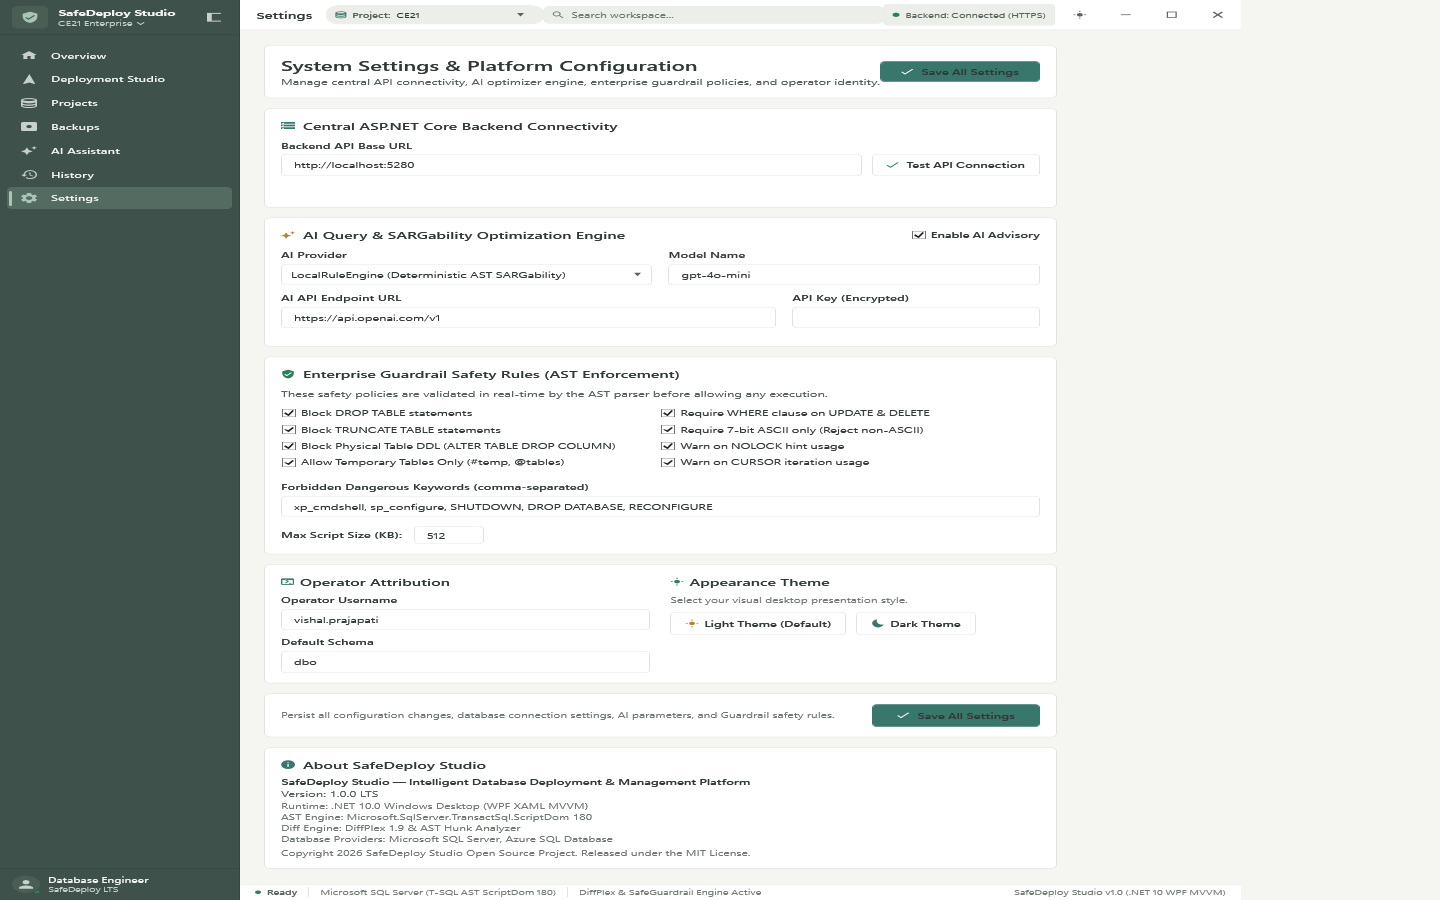 SafeDeploy Studio
CE21 Enterprise
Overview
Deployment Studio
Projects
Backups
AI Assistant
History
Settings
Database Engineer
SafeDeploy LTS
Settings
Project: CE21
Search workspace...
Backend: Connected (HTTPS)
System Settings & Platform Configuration
Manage central API connectivity, AI optimizer engine, enterprise guardrail policies, and operator identity.
Save All Settings
Central ASP.NET Core Backend Connectivity
Backend API Base URL
http://localhost:5280
Test API Connection
AI Query & SARGability Optimization Engine
Enable AI Advisory
AI Provider
Model Name
LocalRuleEngine (Deterministic AST SARGability)
gpt-4o-mini
AI API Endpoint URL
API Key (Encrypted)
https://api.openai.com/v1
Enterprise Guardrail Safety Rules (AST Enforcement)
These safety policies are validated in real-time by the AST parser before allowing any execution.
Block DROP TABLE statements
Require WHERE clause on UPDATE & DELETE
Block TRUNCATE TABLE statements
Require 7-bit ASCII only (Reject non-ASCII)
Block Physical Table DDL (ALTER TABLE DROP COLUMN)
Warn on NOLOCK hint usage
Allow Temporary Tables Only (#temp, @tables)
Warn on CURSOR iteration usage
Forbidden Dangerous Keywords (comma-separated)
xp_cmdshell, sp_configure, SHUTDOWN, DROP DATABASE, RECONFIGURE
Max Script Size (KB):
512
Operator Attribution
Operator Username
vishal.prajapati
Default Schema
dbo
Appearance Theme
Select your visual desktop presentation style.
Light Theme (Default)
Dark Theme
Persist all configuration changes, database connection settings, AI parameters, and Guardrail safety rules.
Save All Settings
About SafeDeploy Studio
SafeDeploy Studio — Intelligent Database Deployment & Management Platform
Version: 1.0.0 LTS
Runtime: .NET 10.0 Windows Desktop (WPF XAML MVVM)
AST Engine: Microsoft.SqlServer.TransactSql.ScriptDom 180
Diff Engine: DiffPlex 1.9 & AST Hunk Analyzer
Database Providers: Microsoft SQL Server, Azure SQL Database
Copyright 2026 SafeDeploy Studio Open Source Project. Released under the MIT License.
Ready
Microsoft SQL Server (T-SQL AST ScriptDom 180)
DiffPlex & SafeGuardrail Engine Active
SafeDeploy Studio v1.0 (.NET 10 WPF MVVM)